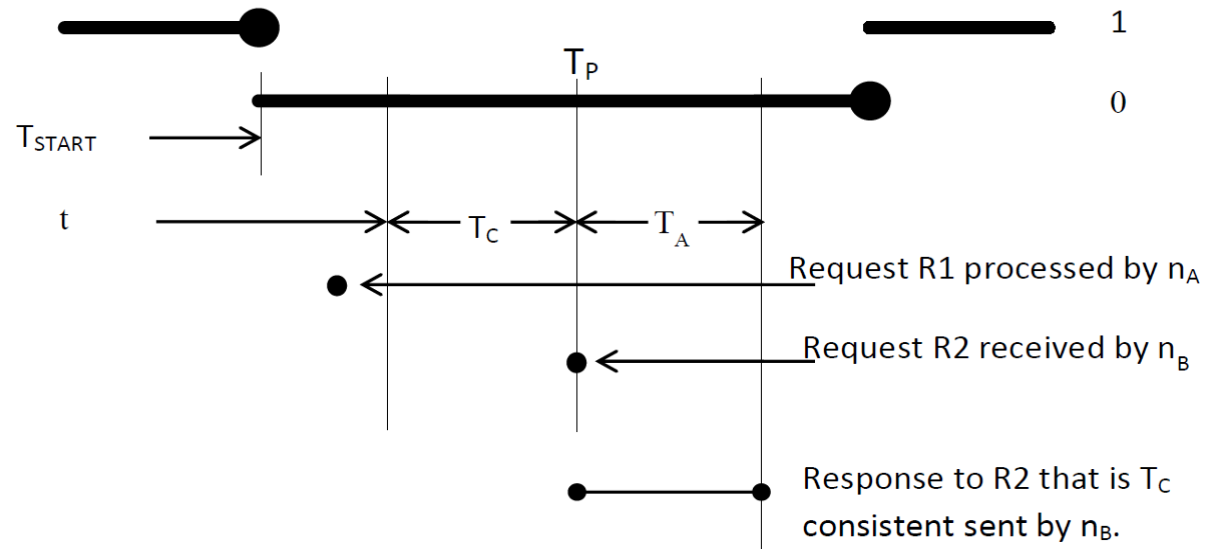 1
T_P
0
T_START
t
T_C
T_A
Request R1 processed by n_A
Request R2 received by n_B
Response to R2 that is T_C
consistent sent by n_B.